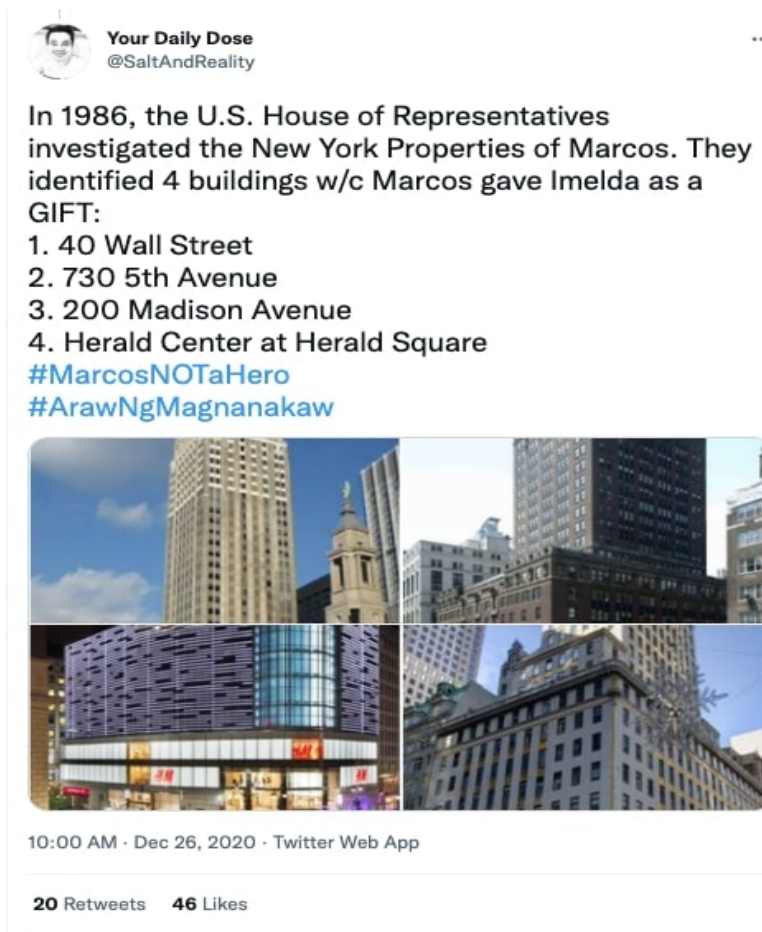 Your Daily Dose
@SaltAndReality
In 1986, the U.S. House of Representatives
investigated the New York Properties of Marcos. They
identified 4 buildings w/c Marcos gave Imelda as a
GIFT:
1. 40 Wall Street
2. 730 5th Avenue
3. 200 Madison Avenue
4. Herald Center at Herald Square
#MarcosNOTaHero
#ArawNgMagnanakaw
H&M
H&M
H&M
10:00 AM · Dec 26, 2020 · Twitter Web App
20 Retweets 46 Likes